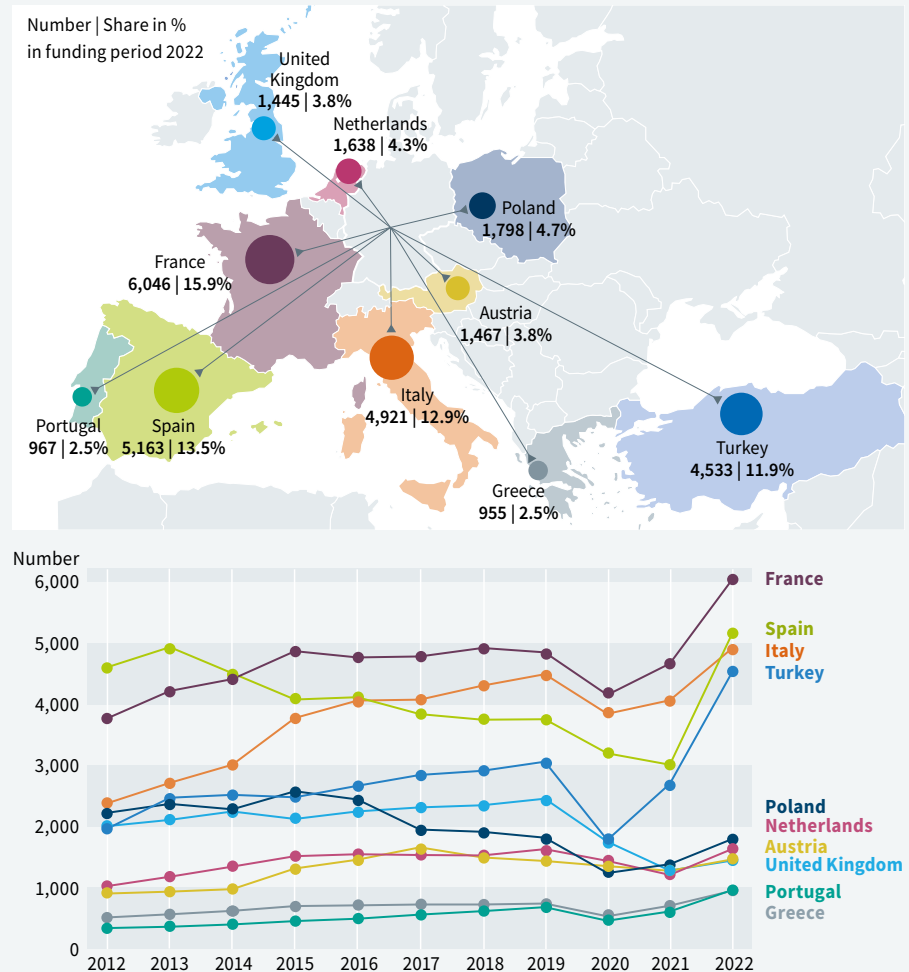 Number | Share in %
in funding period 2022
United
Kingdom
1,445 | 3.8%
Netherlands
1,638 | 4.3%
Poland
1,798 | 4.7%
France
6,046 | 15.9%
Austria
1,467 | 3.8%
Italy
4,921 | 12.9%
Portugal
967 | 2.5%
Spain
5,163 | 13.5%
Turkey
4,533 | 11.9%
Greece
955 | 2.5%
Number
6,000
5,000
4,000
3,000
2,000
1,000
0
France
Spain
Italy
Turkey
Poland
Netherlands
Austria
United Kingdom
Portugal
Greece
2012 2013 2014 2015 2016 2017 2018 2019 2020 2021 2022